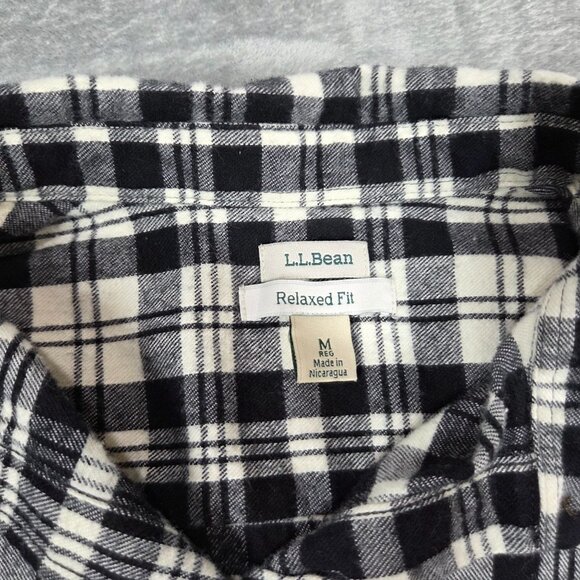 L.L.Bean
Relaxed Fit
M
REG
Made in
Nicaragua